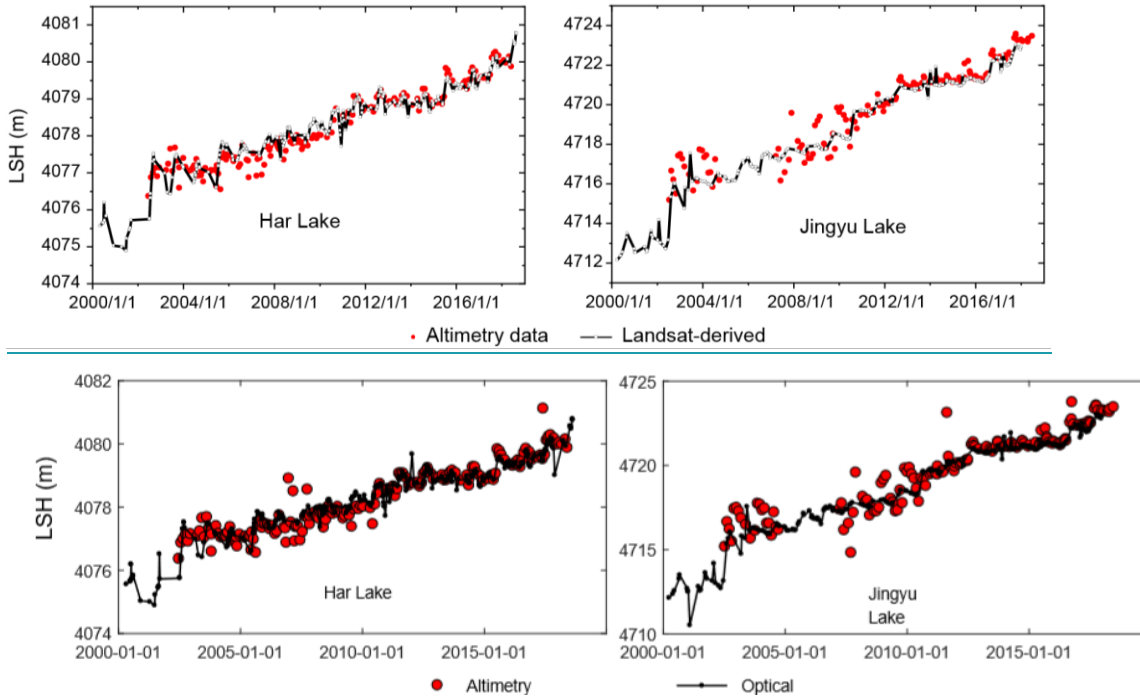 4081
4080
4079
4078
4077
4076
4075
4074
LSH (m)
Har Lake
2000/1/1 2004/1/1 2008/1/1 2012/1/1 2016/1/1
4724
4722
4720
4718
4716
4714
4712
Jingyu Lake
2000/1/1 2004/1/1 2008/1/1 2012/1/1 2016/1/1
Altimetry data Landsat-derived
4082
4080
4078
4076
4074
LSH (m)
Har Lake
2000-01-01 2005-01-01 2010-01-01 2015-01-01
4725
4720
4715
4710
Jingyu
Lake
2000-01-01 2005-01-01 2010-01-01 2015-01-01
Altimetry Optical